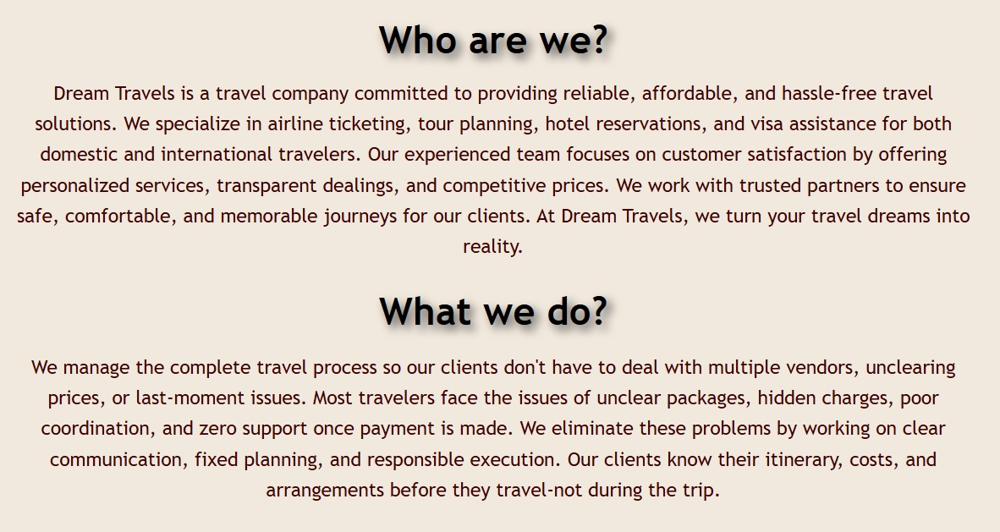 Who are we?
Dream Travels is a travel company committed to providing reliable, affordable, and hassle-free travel
solutions. We specialize in airline ticketing, tour planning, hotel reservations, and visa assistance for both
domestic and international travelers. Our experienced team focuses on customer satisfaction by offering
personalized services, transparent dealings, and competitive prices. We work with trusted partners to ensure
safe, comfortable, and memorable journeys for our clients. At Dream Travels, we turn your travel dreams into
reality.
What we do?
We manage the complete travel process so our clients don't have to deal with multiple vendors, unclearing
prices, or last-moment issues. Most travelers face the issues of unclear packages, hidden charges, poor
coordination, and zero support once payment is made. We eliminate these problems by working on clear
communication, fixed planning, and responsible execution. Our clients know their itinerary, costs, and
arrangements before they travel-not during the trip.